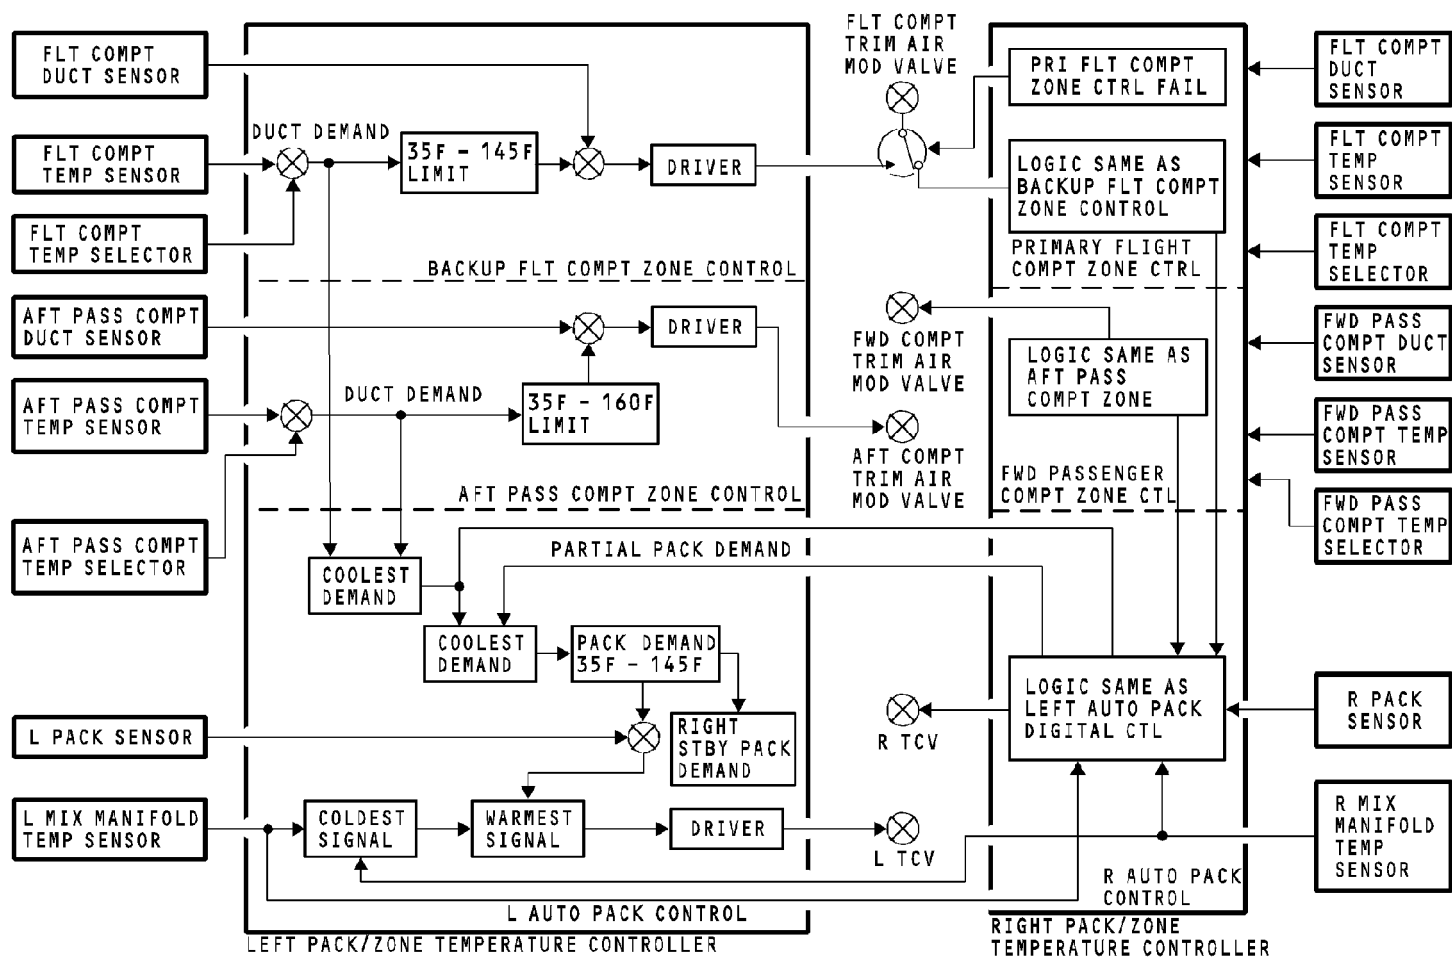 FLT COMPT
DUCT SENSOR
FLT COMPT
TEMP SENSOR
FLT COMPT
TEMP SELECTOR
AFT PASS COMPT
DUCT SENSOR
AFT PASS COMPT
TEMP SENSOR
AFT PASS COMPT
TEMP SELECTOR
L PACK SENSOR
L MIX MANIFOLD
TEMP SENSOR
DUCT DEMAND
35F - 145F
LIMIT
DRIVER
BACKUP FLT COMPT ZONE CONTROL
DRIVER
DUCT DEMAND
35F - 160F
LIMIT
AFT PASS COMPT ZONE CONTROL
PARTIAL PACK DEMAND
COOLEST
DEMAND
COOLEST
DEMAND
PACK DEMAND
35F - 145F
RIGHT
STBY PACK
DEMAND
COLDEST
SIGNAL
WARMEST
SIGNAL
DRIVER
L AUTO PACK CONTROL
LEFT PACK/ZONE TEMPERATURE CONTROLLER
FLT COMPT
TRIM AIR
MOD VALVE
FWD COMPT
TRIM AIR
MOD VALVE
AFT COMPT
TRIM AIR
MOD VALVE
R TCV
L TCV
PRI FLT COMPT
ZONE CTRL FAIL
LOGIC SAME AS
BACKUP FLT COMPT
ZONE CONTROL
PRIMARY FLIGHT
COMPT ZONE CTRL
LOGIC SAME AS
AFT PASS
COMPT ZONE
FWD PASSENGER
COMPT ZONE CTL
LOGIC SAME AS
LEFT AUTO PACK
DIGITAL CTL
R AUTO PACK
CONTROL
RIGHT PACK/ZONE
TEMPERATURE CONTROLLER
FLT COMPT
DUCT
SENSOR
FLT COMPT
TEMP
SENSOR
FLT COMPT
TEMP
SELECTOR
FWD PASS
COMPT DUCT
SENSOR
FWD PASS
COMPT TEMP
SENSOR
FWD PASS
COMPT TEMP
SELECTOR
R PACK
SENSOR
R MIX
MANIFOLD
TEMP
SENSOR